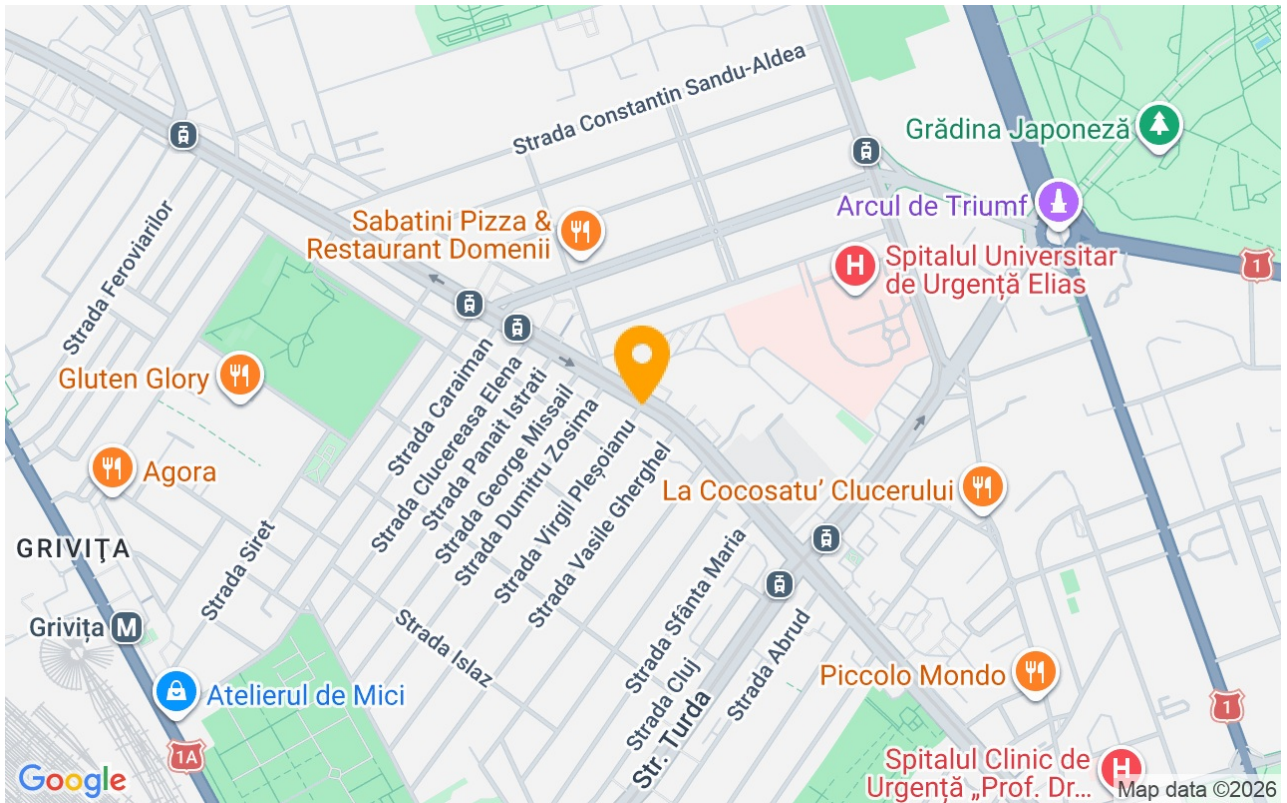 Strada Constantin Sandu-Aldea
Grădina Japoneză
Arcul de Triumf
Sabatini Pizza &
Restaurant Domenii
Spitalul Universitar
de Urgență Elias
H
1
Strada Feroviarilor
Gluten Glory
Strada Caraiman
Strada Clucereasa Elena
Strada Panait Istrati
Strada George Missail
Strada Dumitru Zosima
Strada Virgil Pleșoianu
Strada Vasile Gherghel
Agora
La Cocosatu’ Clucerului
GRIVIȚA
Strada Siret
Grivița
M
Strada Islaz
Strada Sfânta Maria
Strada Cluj
Str. Turda
Strada Abrud
Piccolo Mondo
Atelierul de Mici
1
1A
Spitalul Clinic de
Urgență „Prof. Dr...
H
Google
Map data ©2026